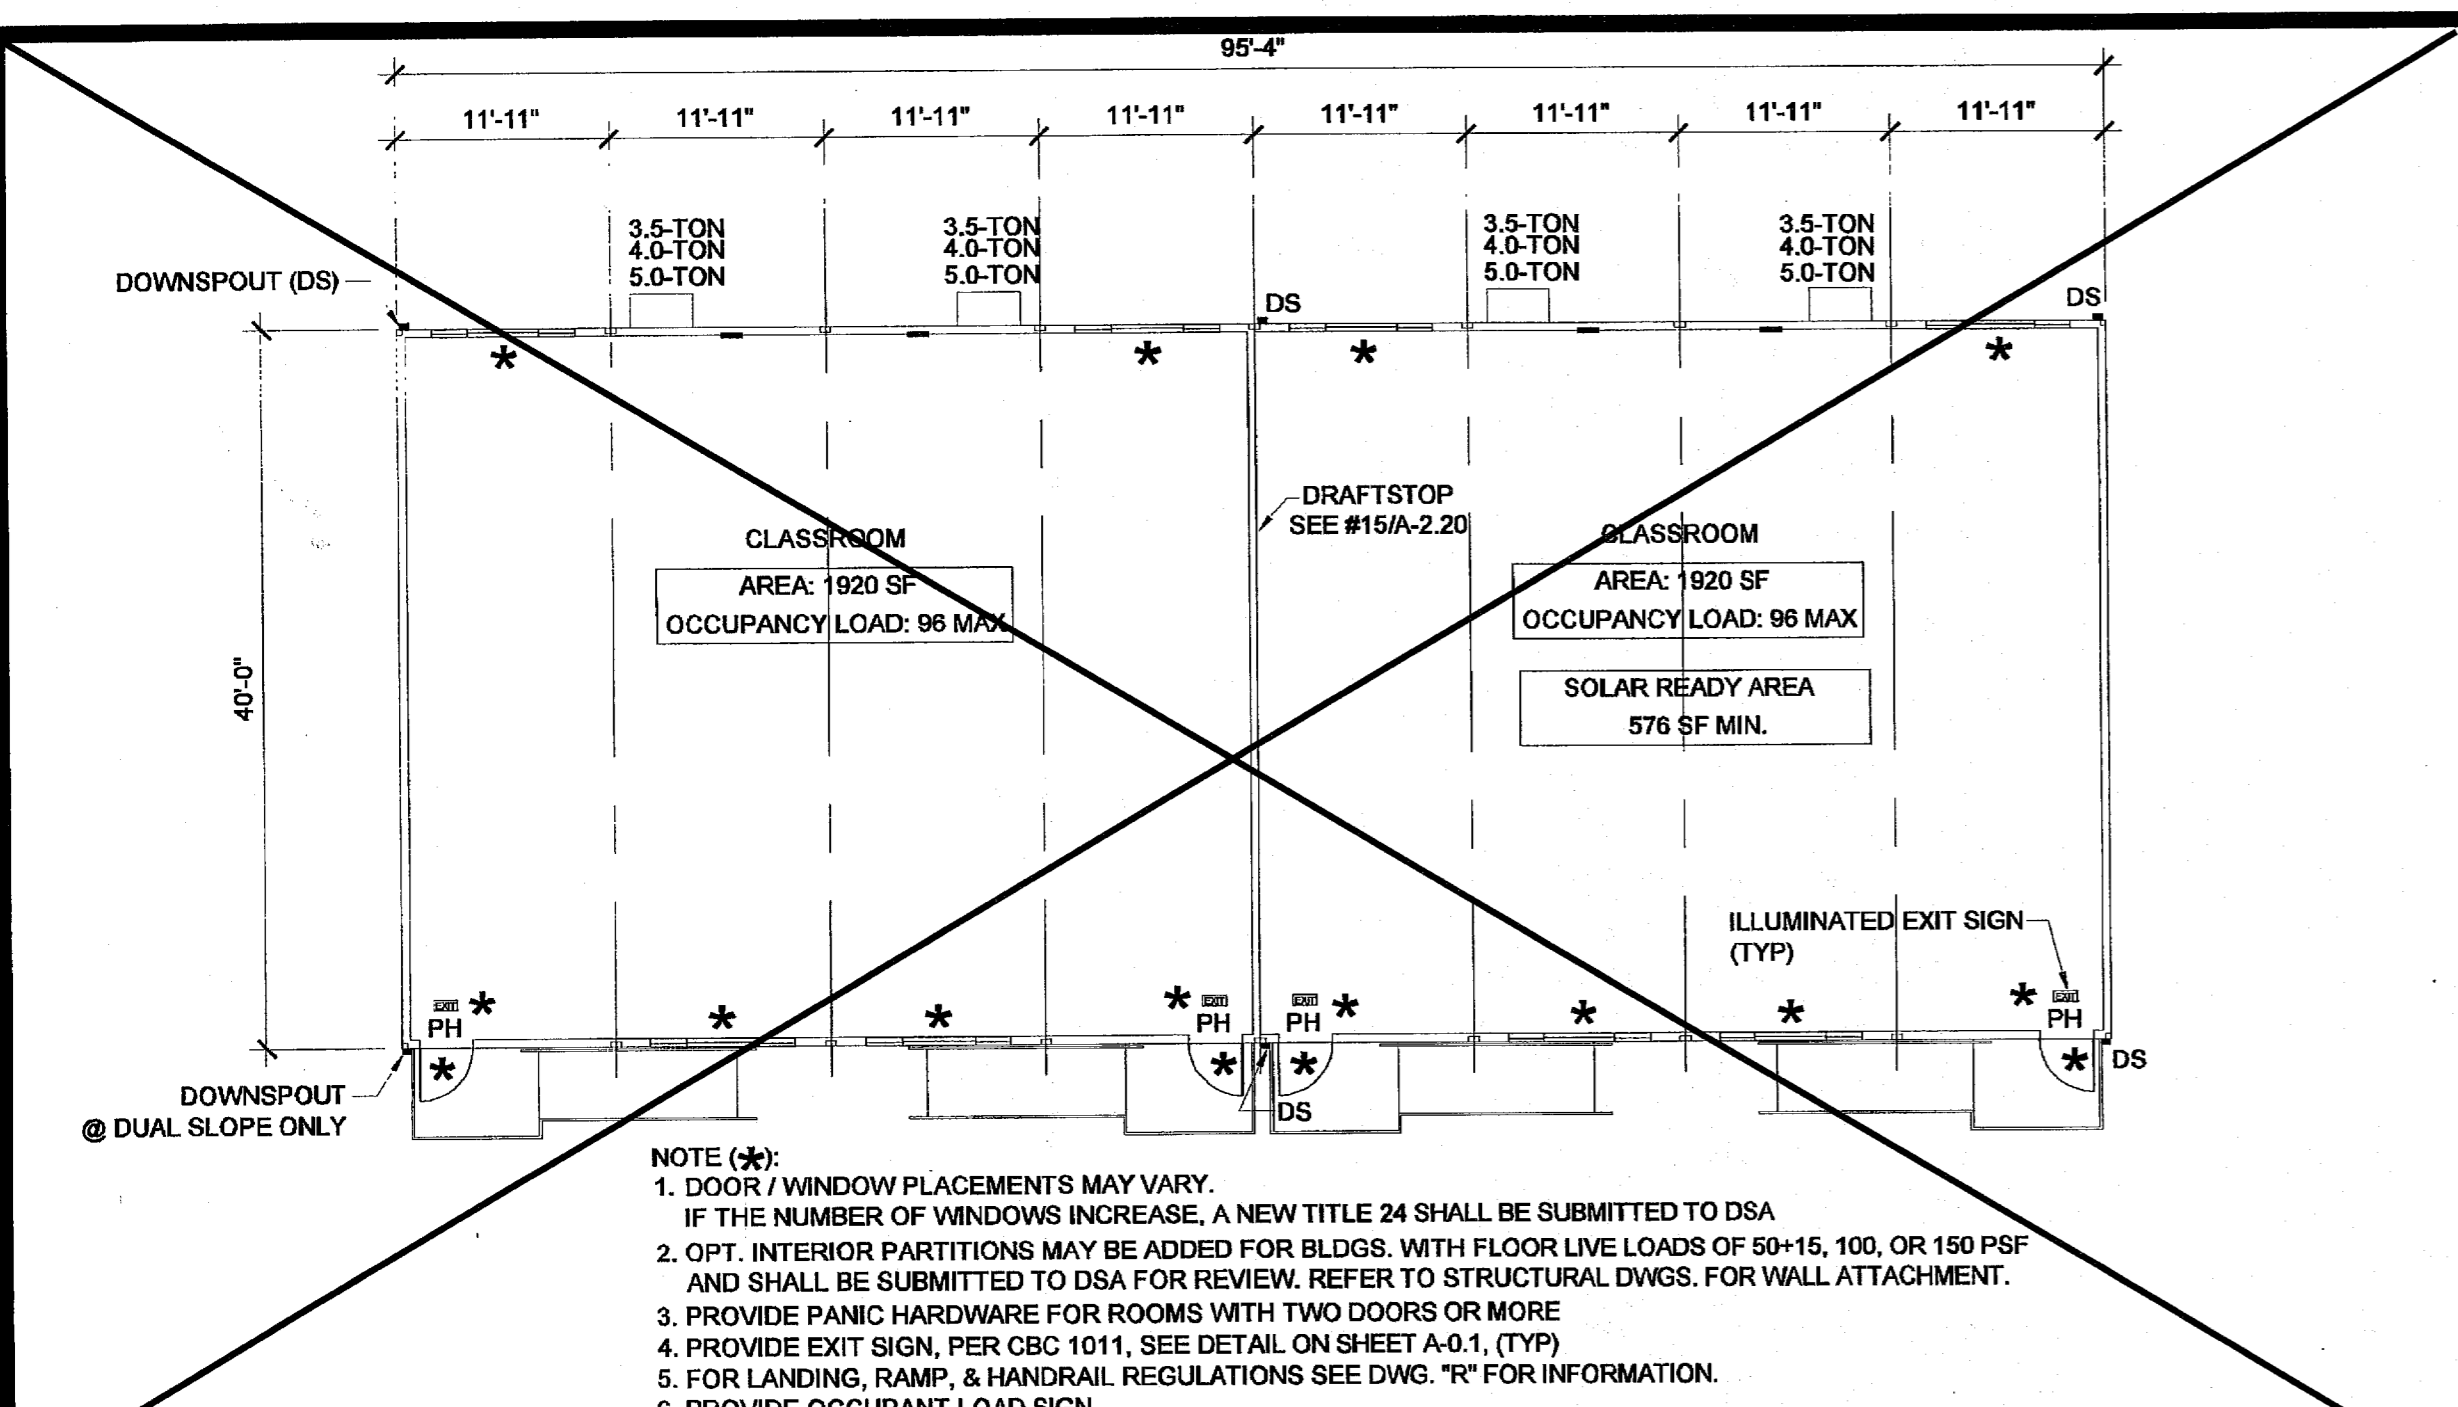 95'-4"
11'-11" 11'-11" 11'-11" 11'-11" 11'-11" 11'-11" 11'-11" 11'-11"
3.5-TON
4.0-TON
5.0-TON
3.5-TON
4.0-TON
5.0-TON
3.5-TON
4.0-TON
5.0-TON
3.5-TON
4.0-TON
5.0-TON
DOWNSPOUT (DS)
DS
DS
* * * *
DRAFTSTOP
SEE #15/A-2.20
CLASSROOM
AREA: 1920 SF
OCCUPANCY LOAD: 96 MAX
CLASSROOM
AREA: 1920 SF
OCCUPANCY LOAD: 96 MAX
SOLAR READY AREA
576 SF MIN.
40'-0"
ILLUMINATED EXIT SIGN
(TYP)
EXIT *
PH
*
*
* EXIT
PH
EXIT *
PH
*
*
* EXIT
PH
* * * *
DOWNSPOUT
@ DUAL SLOPE ONLY
DS
DS
NOTE (*):
1. DOOR / WINDOW PLACEMENTS MAY VARY.
IF THE NUMBER OF WINDOWS INCREASE, A NEW TITLE 24 SHALL BE SUBMITTED TO DSA
2. OPT. INTERIOR PARTITIONS MAY BE ADDED FOR BLDGS. WITH FLOOR LIVE LOADS OF 50+15, 100, OR 150 PSF
AND SHALL BE SUBMITTED TO DSA FOR REVIEW. REFER TO STRUCTURAL DWGS. FOR WALL ATTACHMENT.
3. PROVIDE PANIC HARDWARE FOR ROOMS WITH TWO DOORS OR MORE
4. PROVIDE EXIT SIGN, PER CBC 1011, SEE DETAIL ON SHEET A-0.1, (TYP)
5. FOR LANDING, RAMP, & HANDRAIL REGULATIONS SEE DWG. "R" FOR INFORMATION.
6. PROVIDE OCCUPANT LOAD SIGN